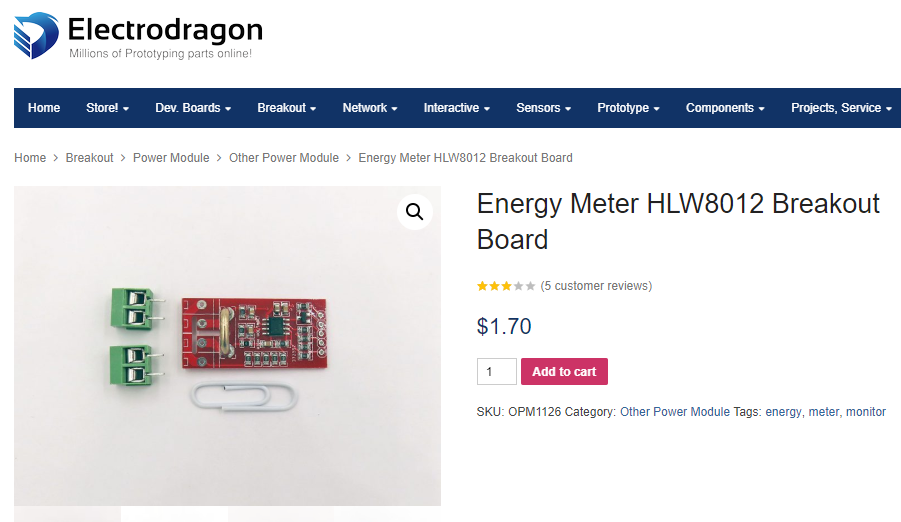 Electrodragon
Millions of Prototyping parts online!
Home Store! Dev. Boards Breakout Network Interactive Sensors Prototype Components Projects, Service
Home > Breakout > Power Module > Other Power Module > Energy Meter HLW8012 Breakout Board
Energy Meter HLW8012 Breakout
Board
(5 customer reviews)
$1.70
1 Add to cart
SKU: OPM1126 Category: Other Power Module Tags: energy, meter, monitor